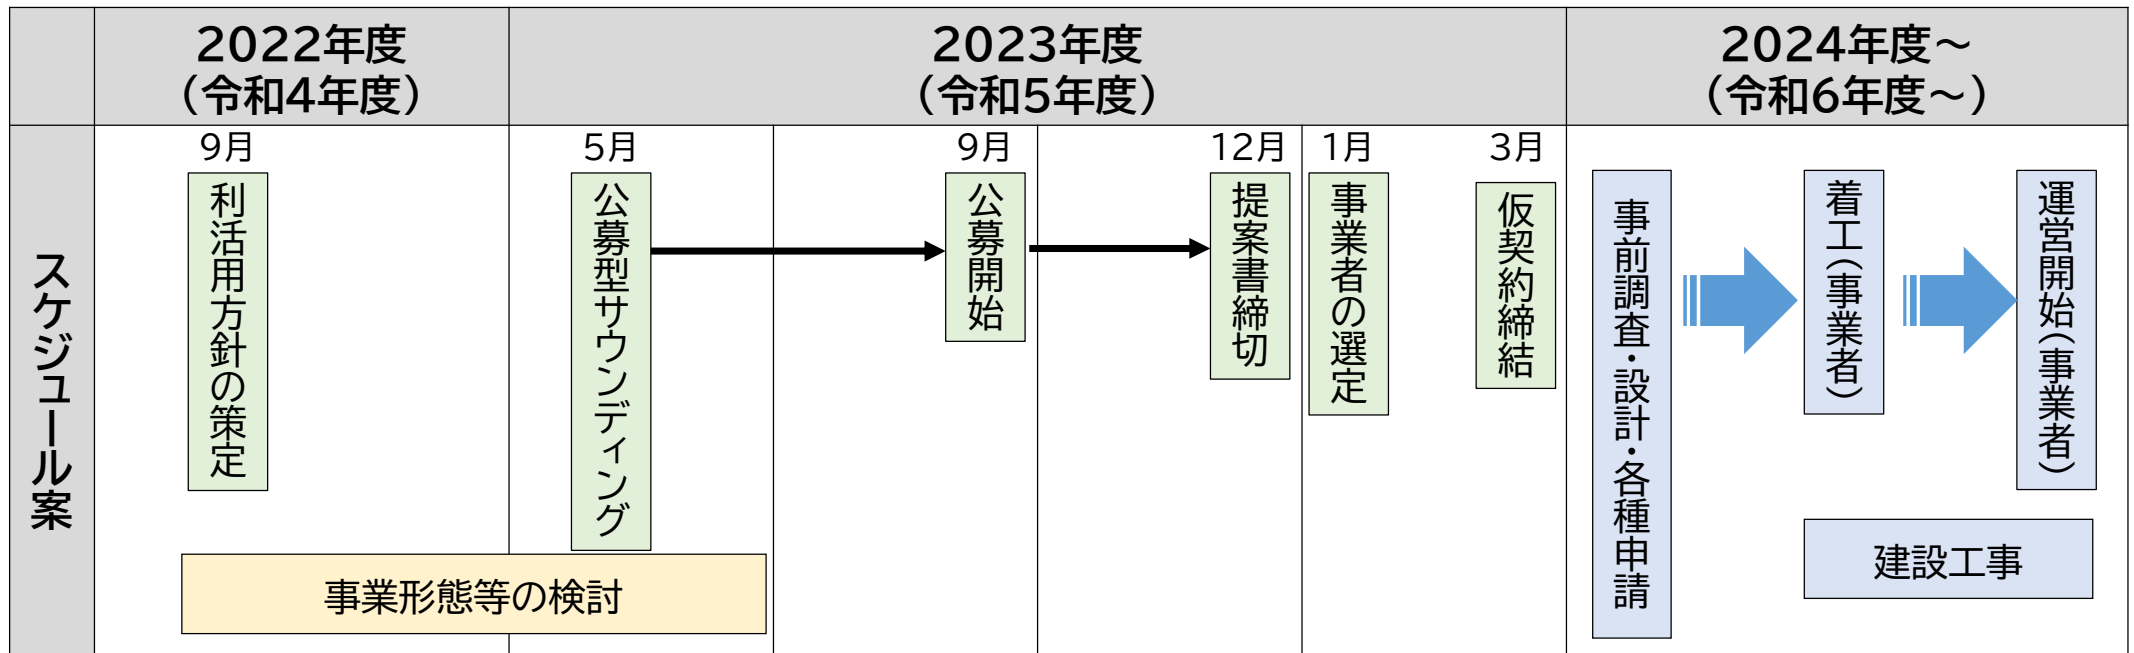 2022年度
（令和4年度）
2023年度
（令和5年度）
2024年度～
（令和6年度～）
スケジュール案
9月
利活用方針の策定
5月
公募型サウンディング
9月
公募開始
12月
提案書締切
1月
事業者の選定
3月
仮契約締結
事前調査・設計・各種申請
着工（事業者）
運営開始（事業者）
事業形態等の検討
建設工事